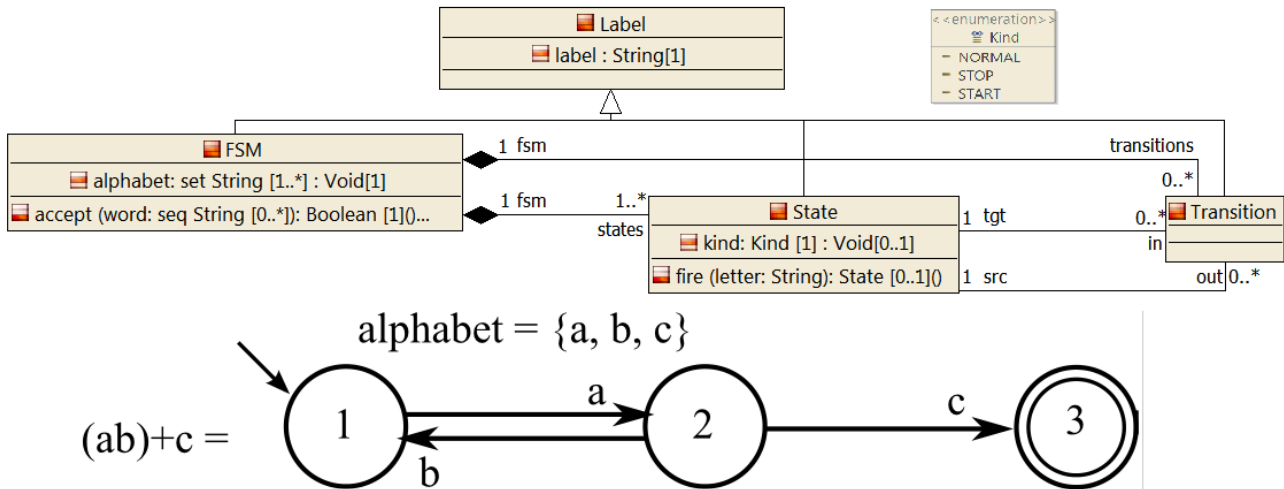 Label
label : String[1]
<<enumeration>>
Kind
NORMAL
STOP
START
FSM
alphabet: set String [1..*] : Void[1]
accept (word: seq String [0..*]): Boolean [1]()...
1 fsm
transitions
0..*
1 fsm
1..*
states
State
kind: Kind [1] : Void[0..1]
fire (letter: String): State [0..1]()
1 tgt
0..*
in
1 src
out 0..*
Transition
alphabet = {a, b, c}
(ab)+c =
1
a
b
2
c
3